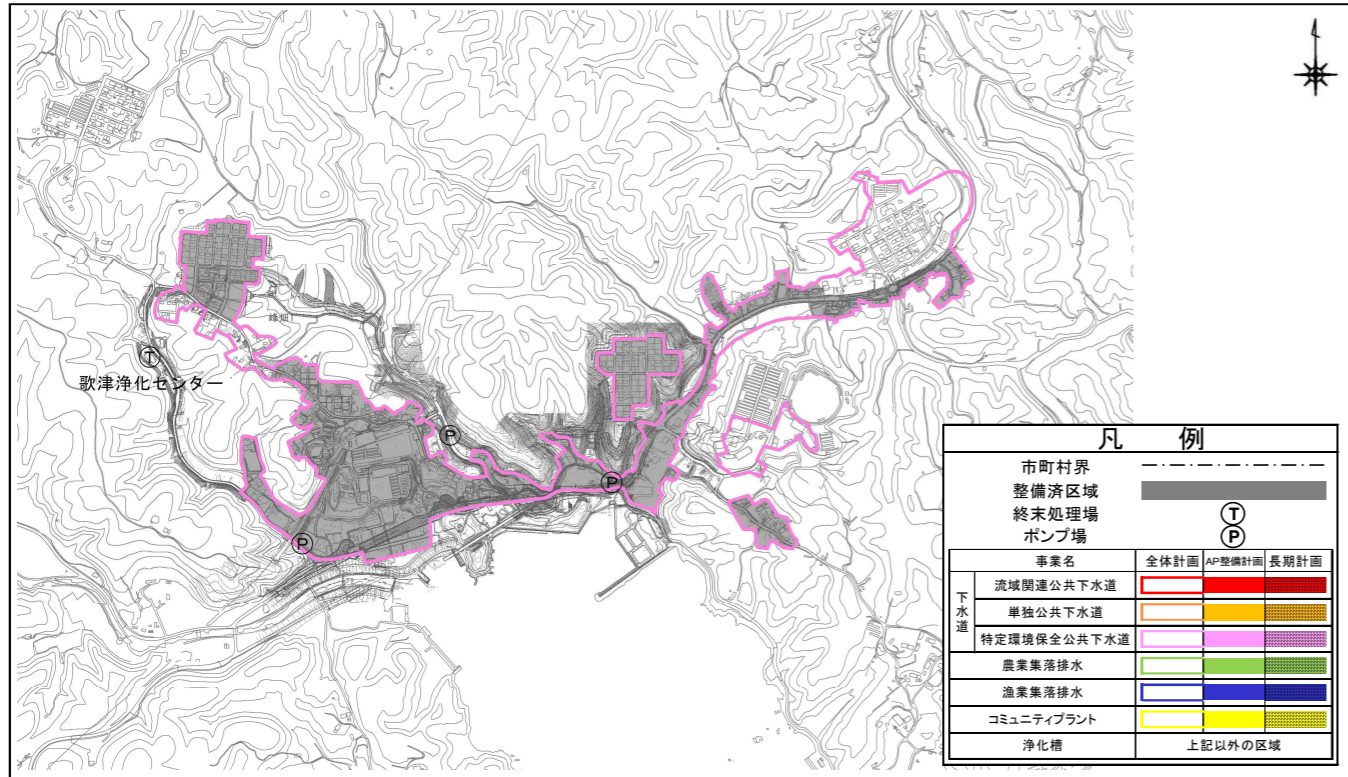 峰畑
Ⓣ
歌津浄化センター
Ⓟ
Ⓟ
Ⓟ
凡 例
市町村界
整備済区域
終末処理場 Ⓣ
ポンプ場 Ⓟ
事業名 全体計画 AP整備計画 長期計画
下水道
流域関連公共下水道
単独公共下水道
特定環境保全公共下水道
農業集落排水
漁業集落排水
コミュニティプラント
浄化槽 上記以外の区域